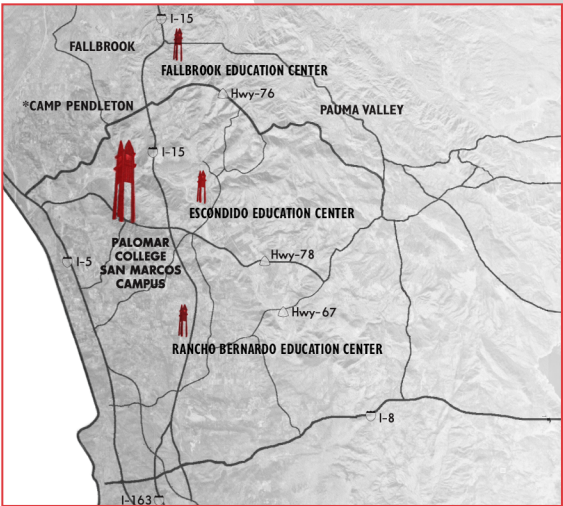 I-15
FALLBROOK
FALLBROOK EDUCATION CENTER
Hwy-76
*CAMP PENDLETON
PAUMA VALLEY
I-15
ESCONDIDO EDUCATION CENTER
PALOMAR
COLLEGE
SAN MARCOS
CAMPUS
I-5
Hwy-78
Hwy-67
RANCHO BERNARDO EDUCATION CENTER
I-8
I-163